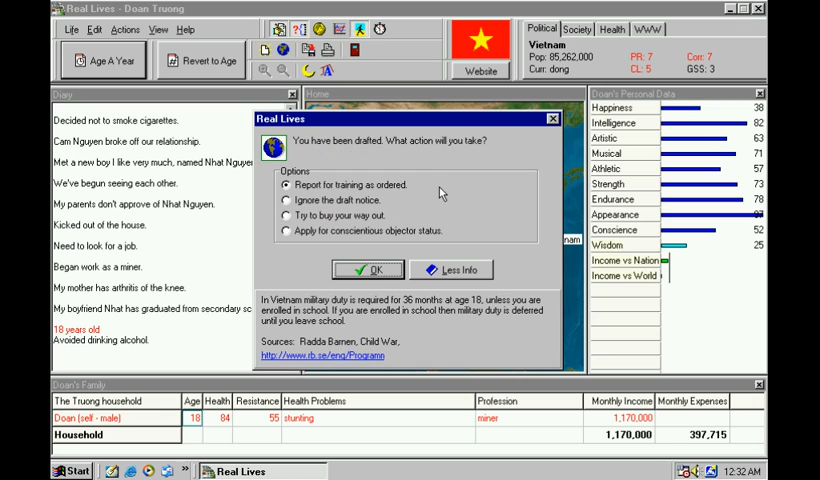 Real Lives - Doan Truong
Life Edit Actions View Help
Age A Year
Revert to Age
Website
Political Society Health WWW
Vietnam
Pop: 85,262,000 PR: 7 Corr: 7
Curr: dong CL: 5 GSS: 3
Diary
Decided not to smoke cigarettes.
Cam Nguyen broke off our relationship.
Met a new boy I like very much, named Nhat Nguye
We've begun seeing each other.
My parents don't approve of Nhat Nguyen.
Kicked out of the house.
Need to look for a job.
Began work as a miner.
My mother has arthritis of the knee.
My boyfriend Nhat has graduated from secondary sc
18 years old
Avoided drinking alcohol.
Home
nam
Real Lives
You have been drafted. What action will you take?
Options
Report for training as ordered.
Ignore the draft notice.
Try to buy your way out.
Apply for conscientious objector status.
OK
Less Info
In Vietnam military duty is required for 36 months at age 18, unless you are
enrolled in school. If you are enrolled in school then military duty is deferred
until you leave school.
Sources: Radda Barnen, Child War,
http://www.rb.se/eng/Programn
Doan's Personal Data
Happiness 38
Intelligence 82
Artistic 63
Musical 71
Athletic 57
Strength 73
Endurance 78
Appearance
Conscience 52
Wisdom 25
Income vs Nation
Income vs World
Doan's Family
The Truong household Age Health Resistance Health Problems Profession Monthly Income Monthly Expenses
Doan (self - male) 18 84 55 stunting miner 1,170,000
Household 1,170,000 397,715
Start
Real Lives
12:32 AM